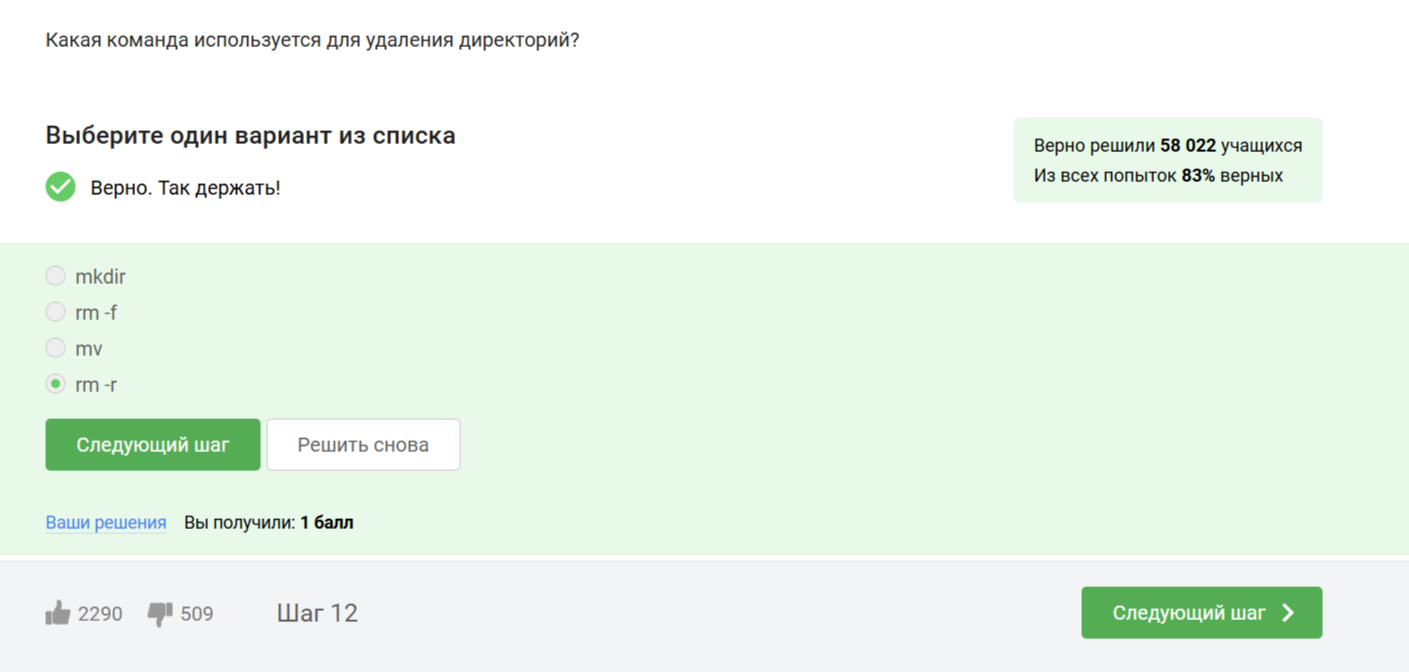 Какая команда используется для удаления директорий?
Выберите один вариант из списка
Верно. Так держать!
Верно решили 58 022 учащихся
Из всех попыток 83% верных
mkdir
rm -f
mv
rm -r
Следующий шаг
Решить снова
Ваши решения Вы получили: 1 балл
2290 509 Шаг 12
Следующий шаг